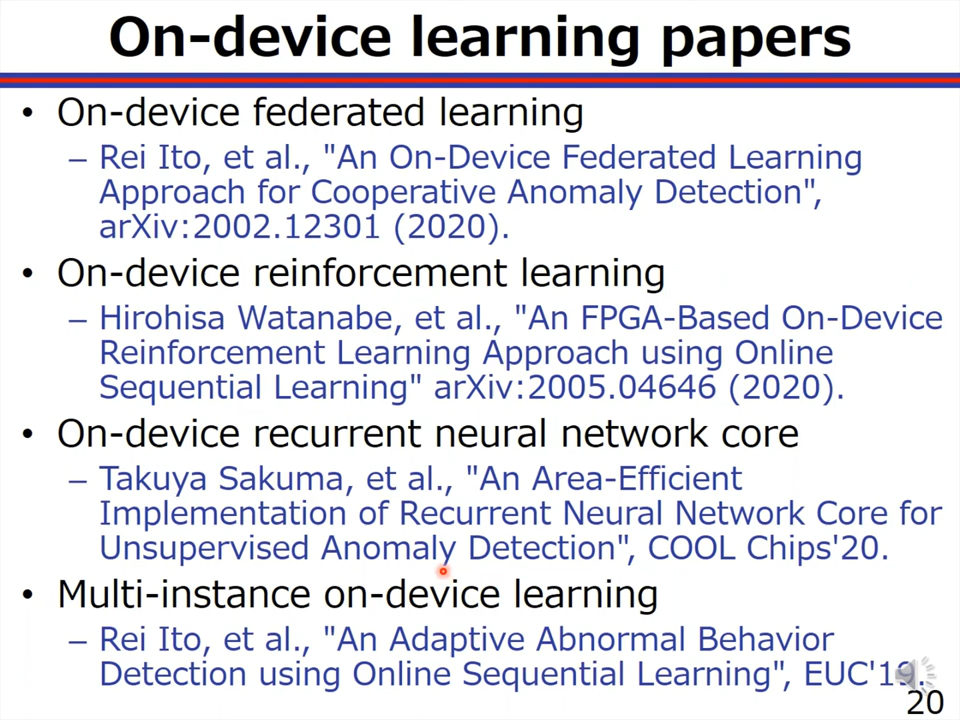 On-device learning papers
• On-device federated learning
– Rei Ito, et al., "An On-Device Federated Learning
Approach for Cooperative Anomaly Detection",
arXiv:2002.12301 (2020).
• On-device reinforcement learning
– Hirohisa Watanabe, et al., "An FPGA-Based On-Device
Reinforcement Learning Approach using Online
Sequential Learning" arXiv:2005.04646 (2020).
• On-device recurrent neural network core
– Takuya Sakuma, et al., "An Area-Efficient
Implementation of Recurrent Neural Network Core for
Unsupervised Anomaly Detection", COOL Chips'20.
• Multi-instance on-device learning
– Rei Ito, et al., "An Adaptive Abnormal Behavior
Detection using Online Sequential Learning", EUC'19.
20